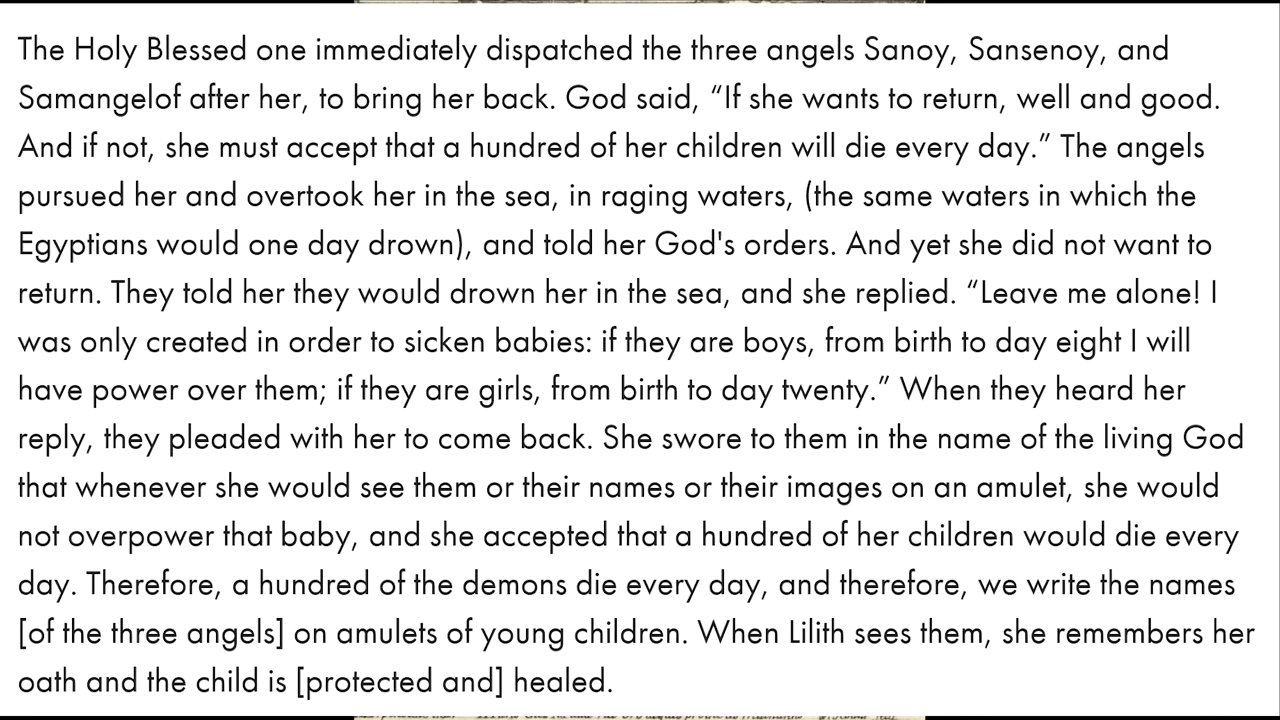 The Holy Blessed one immediately dispatched the three angels Sanoy, Sansenoy, and
Samangelof after her, to bring her back. God said, “If she wants to return, well and good.
And if not, she must accept that a hundred of her children will die every day.” The angels
pursued her and overtook her in the sea, in raging waters, (the same waters in which the
Egyptians would one day drown), and told her God's orders. And yet she did not want to
return. They told her they would drown her in the sea, and she replied. “Leave me alone! I
was only created in order to sicken babies: if they are boys, from birth to day eight I will
have power over them; if they are girls, from birth to day twenty.” When they heard her
reply, they pleaded with her to come back. She swore to them in the name of the living God
that whenever she would see them or their names or their images on an amulet, she would
not overpower that baby, and she accepted that a hundred of her children would die every
day. Therefore, a hundred of the demons die every day, and therefore, we write the names
[of the three angels] on amulets of young children. When Lilith sees them, she remembers her
oath and the child is [protected and] healed.